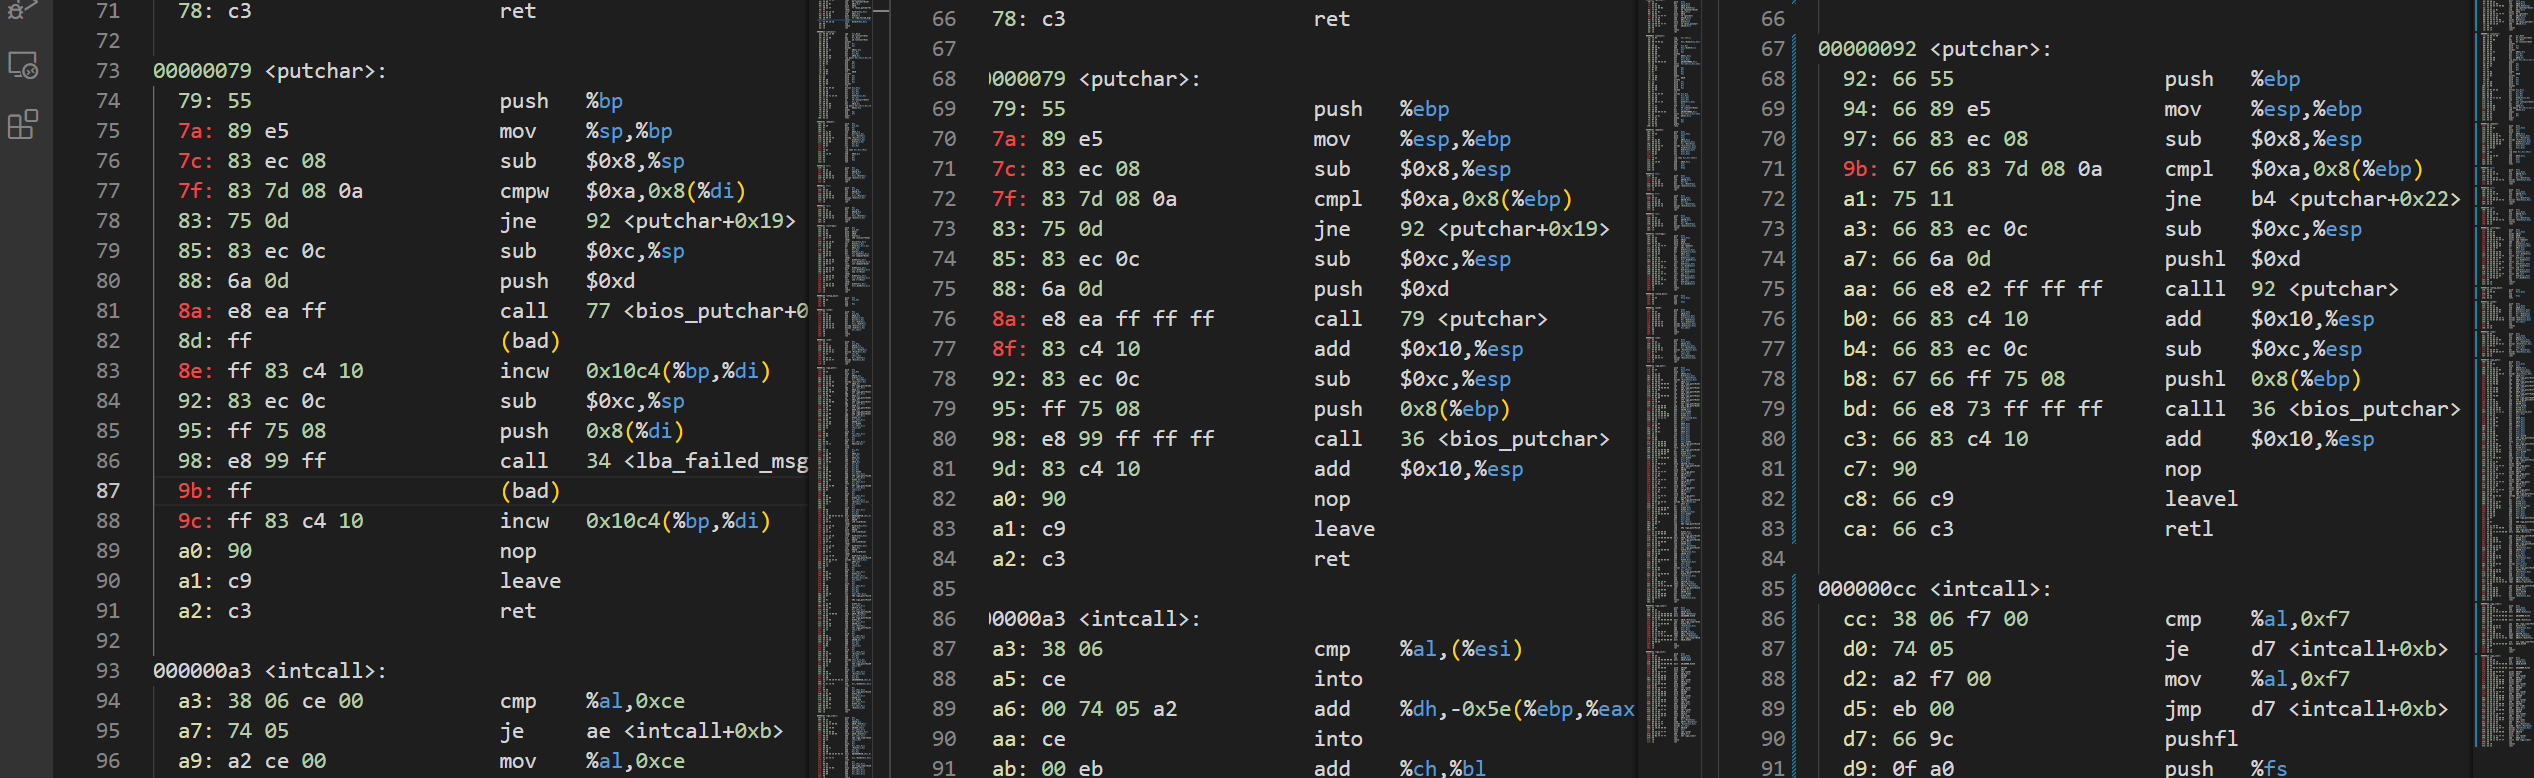 71 78: c3 ret
72
73 00000079 <putchar>:
74 79: 55 push %bp
75 7a: 89 e5 mov %sp,%bp
76 7c: 83 ec 08 sub $0x8,%sp
77 7f: 83 7d 08 0a cmpw $0xa,0x8(%di)
78 83: 75 0d jne 92 <putchar+0x19>
79 85: 83 ec 0c sub $0xc,%sp
80 88: 6a 0d push $0xd
81 8a: e8 ea ff call 77 <bios_putchar+0
82 8d: ff (bad)
83 8e: ff 83 c4 10 incw 0x10c4(%bp,%di)
84 92: 83 ec 0c sub $0xc,%sp
85 95: ff 75 08 push 0x8(%di)
86 98: e8 99 ff call 34 <lba_failed_msg
87 9b: ff (bad)
88 9c: ff 83 c4 10 incw 0x10c4(%bp,%di)
89 a0: 90 nop
90 a1: c9 leave
91 a2: c3 ret
92
93 000000a3 <intcall>:
94 a3: 38 06 ce 00 cmp %al,0xce
95 a7: 74 05 je ae <intcall+0xb>
96 a9: a2 ce 00 mov %al,0xce
66 78: c3 ret
67
68 0000079 <putchar>:
69 79: 55 push %ebp
70 7a: 89 e5 mov %esp,%ebp
71 7c: 83 ec 08 sub $0x8,%esp
72 7f: 83 7d 08 0a cmpl $0xa,0x8(%ebp)
73 83: 75 0d jne 92 <putchar+0x19>
74 85: 83 ec 0c sub $0xc,%esp
75 88: 6a 0d push $0xd
76 8a: e8 ea ff ff ff call 79 <putchar>
77 8f: 83 c4 10 add $0x10,%esp
78 92: 83 ec 0c sub $0xc,%esp
79 95: ff 75 08 push 0x8(%ebp)
80 98: e8 99 ff ff ff call 36 <bios_putchar>
81 9d: 83 c4 10 add $0x10,%esp
82 a0: 90 nop
83 a1: c9 leave
84 a2: c3 ret
85
86 00000a3 <intcall>:
87 a3: 38 06 cmp %al,(%esi)
88 a5: ce into
89 a6: 00 74 05 a2 add %dh,-0x5e(%ebp,%eax
90 aa: ce into
91 ab: 00 eb add %ch,%bl
66
67 00000092 <putchar>:
68 92: 66 55 push %ebp
69 94: 66 89 e5 mov %esp,%ebp
70 97: 66 83 ec 08 sub $0x8,%esp
71 9b: 67 66 83 7d 08 0a cmpl $0xa,0x8(%ebp)
72 a1: 75 11 jne b4 <putchar+0x22>
73 a3: 66 83 ec 0c sub $0xc,%esp
74 a7: 66 6a 0d pushl $0xd
75 aa: 66 e8 e2 ff ff ff calll 92 <putchar>
76 b0: 66 83 c4 10 add $0x10,%esp
77 b4: 66 83 ec 0c sub $0xc,%esp
78 b8: 67 66 ff 75 08 pushl 0x8(%ebp)
79 bd: 66 e8 73 ff ff ff calll 36 <bios_putchar>
80 c3: 66 83 c4 10 add $0x10,%esp
81 c7: 90 nop
82 c8: 66 c9 leavel
83 ca: 66 c3 retl
84
85 000000cc <intcall>:
86 cc: 38 06 f7 00 cmp %al,0xf7
87 d0: 74 05 je d7 <intcall+0xb>
88 d2: a2 f7 00 mov %al,0xf7
89 d5: eb 00 jmp d7 <intcall+0xb>
90 d7: 66 9c pushfl
91 d9: 0f a0 push %fs